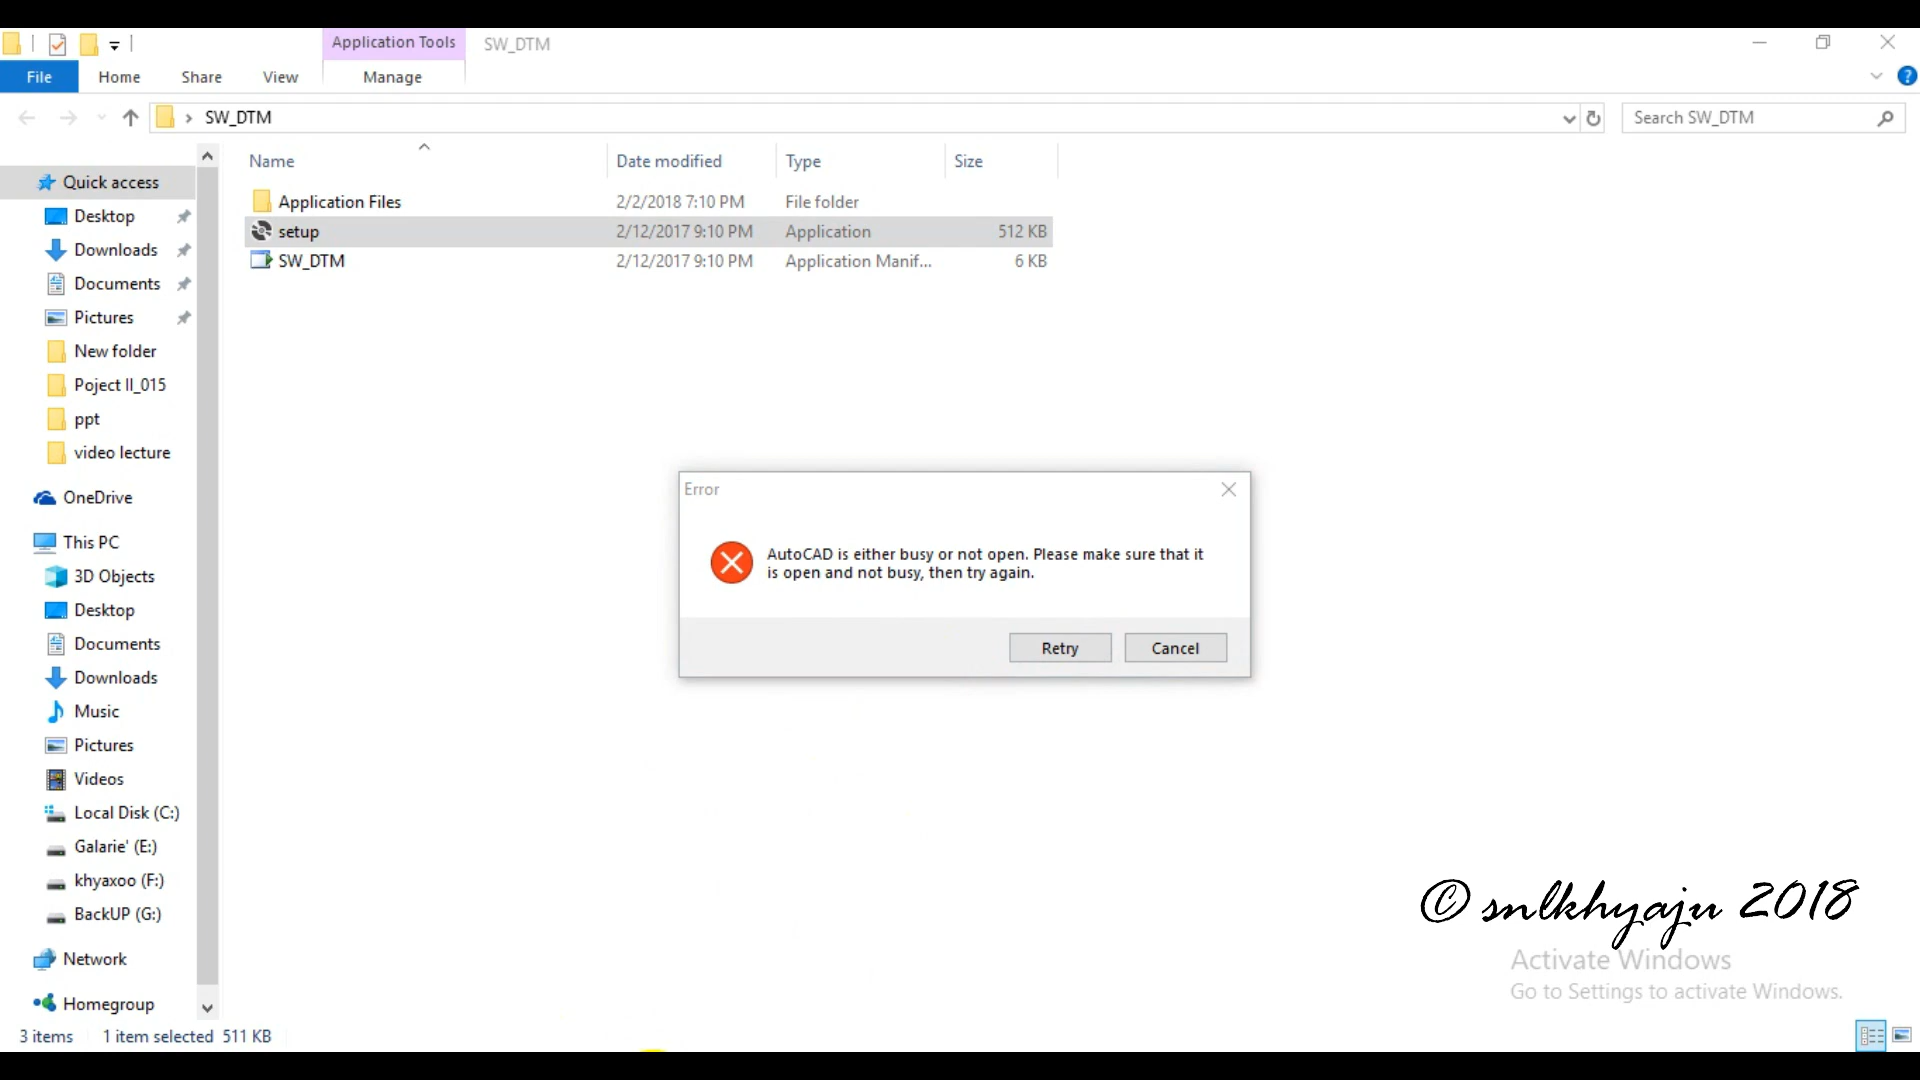 Application Tools SW_DTM
File Home Share View Manage
SW_DTM
Search SW_DTM
Name Date modified Type Size
Quick access
Desktop
Downloads
Documents
Pictures
New folder
Poject II_015
ppt
video lecture
OneDrive
This PC
3D Objects
Desktop
Documents
Downloads
Music
Pictures
Videos
Local Disk (C:)
Galarie' (E:)
khyaxoo (F:)
BackUP (G:)
Network
Homegroup
Application Files 2/2/2018 7:10 PM File folder
setup 2/12/2017 9:10 PM Application 512 KB
SW_DTM 2/12/2017 9:10 PM Application Manif... 6 KB
Error
AutoCAD is either busy or not open. Please make sure that it
is open and not busy, then try again.
Retry Cancel
© snlkhyaju 2018
Activate Windows
Go to Settings to activate Windows.
3 items 1 item selected 511 KB